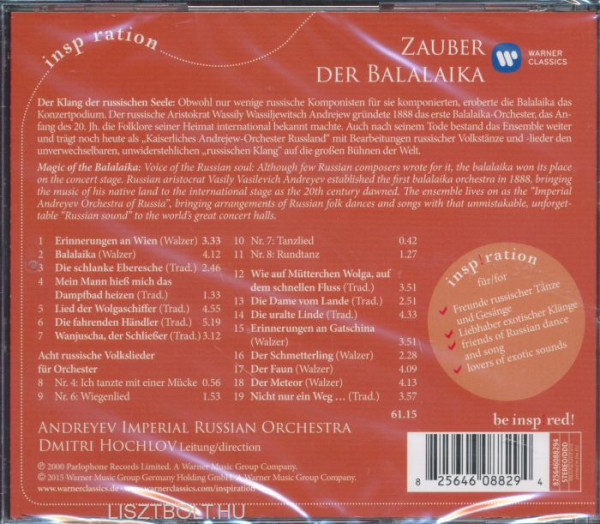 insp ration
ZAUBER
DER BALALAIKA
WARNER
CLASSICS
Der Klang der russischen Seele: Obwohl nur wenige russische Komponisten für sie komponierten, eroberte die Balalaika das
Konzertpodium. Der russische Aristokrat Wassily Wassiljewitsch Andrejew gründete 1888 das erste Balalaika-Orchester, das An-
fang des 20. Jh. die Folklore seiner Heimat international bekannt machte. Auch nach seinem Tode bestand das Ensemble weiter
und trägt noch heute als „Kaiserliches Andrejew-Orchester Russland" mit Bearbeitungen russischer Volkstänze und -lieder den
unverwechselbaren, unwiderstehlichen „russischen Klang" auf die großen Bühnen der Welt.
Magic of the Balalaika: Voice of the Russian soul: Although few Russian composers wrote for it, the balalaika won its place
on the concert stage. Russian aristocrat Vasily Vasilevich Andreyev established the first balalaika orchestra in 1888, bringing
the music of his native land to the international stage as the 20th century dawned. The ensemble lives on as the "Imperial
Andreyev Orchestra of Russia", bringing arrangements of Russian folk dances and songs with that unmistakable, unforget-
table "Russian sound" to the world's great concert halls.
1 Erinnerungen an Wien (Walzer) 3.33
2 Balalaika (Walzer) 4.12
3 Die schlanke Eberesche (Trad.) 2.46
4 Mein Mann hieß mich das
Dampfbad heizen (Trad.) 1.33
5 Lied der Wolgaschiffer (Trad.) 4.55
6 Die fahrenden Händler (Trad.) 5.19
7 Wanjuscha, der Schließer (Trad.) 3.12
Acht russische Volkslieder
für Orchester
8 Nr. 4: Ich tanzte mit einer Mücke 0.56
9 Nr. 6: Wiegenlied 1.53
10 Nr. 7: Tanzlied 0.42
11 Nr. 8: Rundtanz 1.27
12 Wie auf Mütterchen Wolga, auf
dem schnellen Fluss (Trad.) 3.51
13 Die Dame vom Lande (Trad.) 2.51
14 Die uralte Linde (Trad.) 4.33
15 Erinnerungen an Gatschina
(Walzer) 3.51
16 Der Schmetterling (Walzer) 2.28
17 Der Faun (Walzer) 4.09
18 Der Meteor (Walzer) 4.13
19 Nicht nur ein Weg … (Trad.) 3.57
61.15
insp!ration
für/for
Freunde russischer Tänze
und Gesänge
Liebhaber exotischer Klänge
friends of Russian dance
and song
lovers of exotic sounds
ANDREYEV IMPERIAL RUSSIAN ORCHESTRA
DMITRI HOCHLOV Leitung/direction
be insp red!
℗ 2000 Parlophone Records Limited. A Warner Music Group Company.
© 2015 Warner Music Group Germany Holding GmbH. A Warner Music Group Company.
www.warnerclassics.de/inspiration
8 25646 08829 4
825646088294
STEREO/DDD
LISZTBOLT.HU